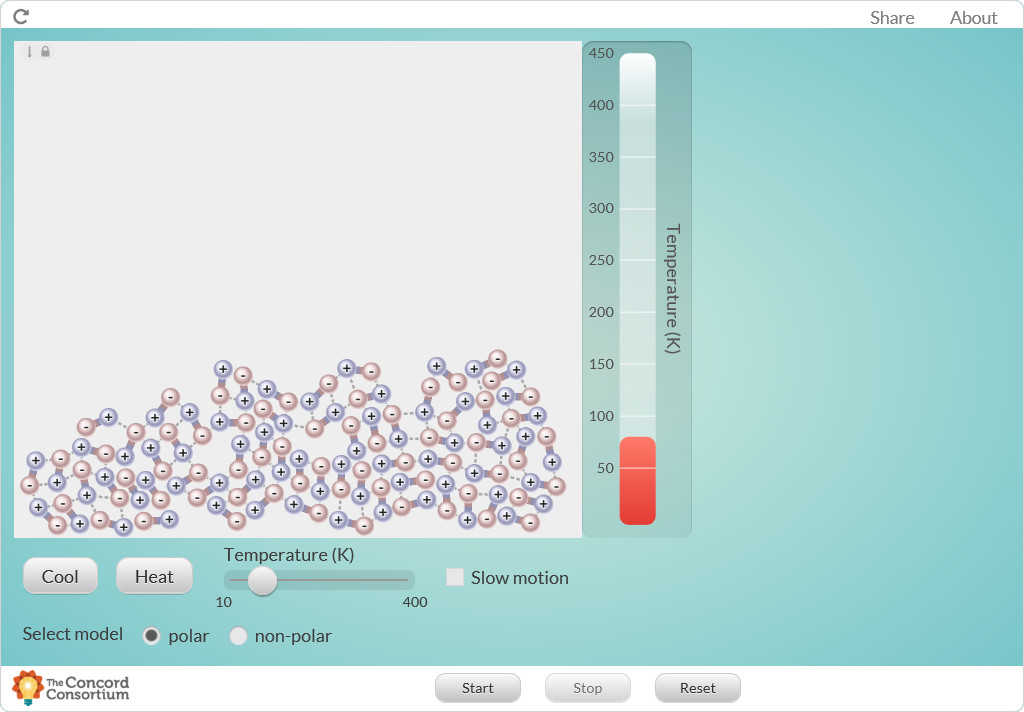 Share About
450
400
350
300
250
200
150
100
50
Temperature (K)
Temperature (K)
Cool Heat
10 400
Slow motion
Select model polar non-polar
The Concord
Consortium
Start Stop Reset